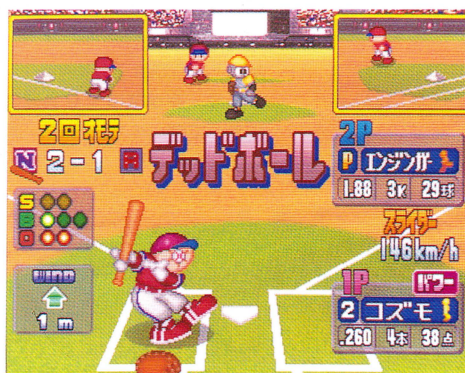 2回オモテ
N 2-1
デッドボール
2P
P エンジンガー
1.88 3K 29球
スライダー
146km/h
S
B
O
WIND
1m
1P パワー
2 コズモ
.260 4本 38点